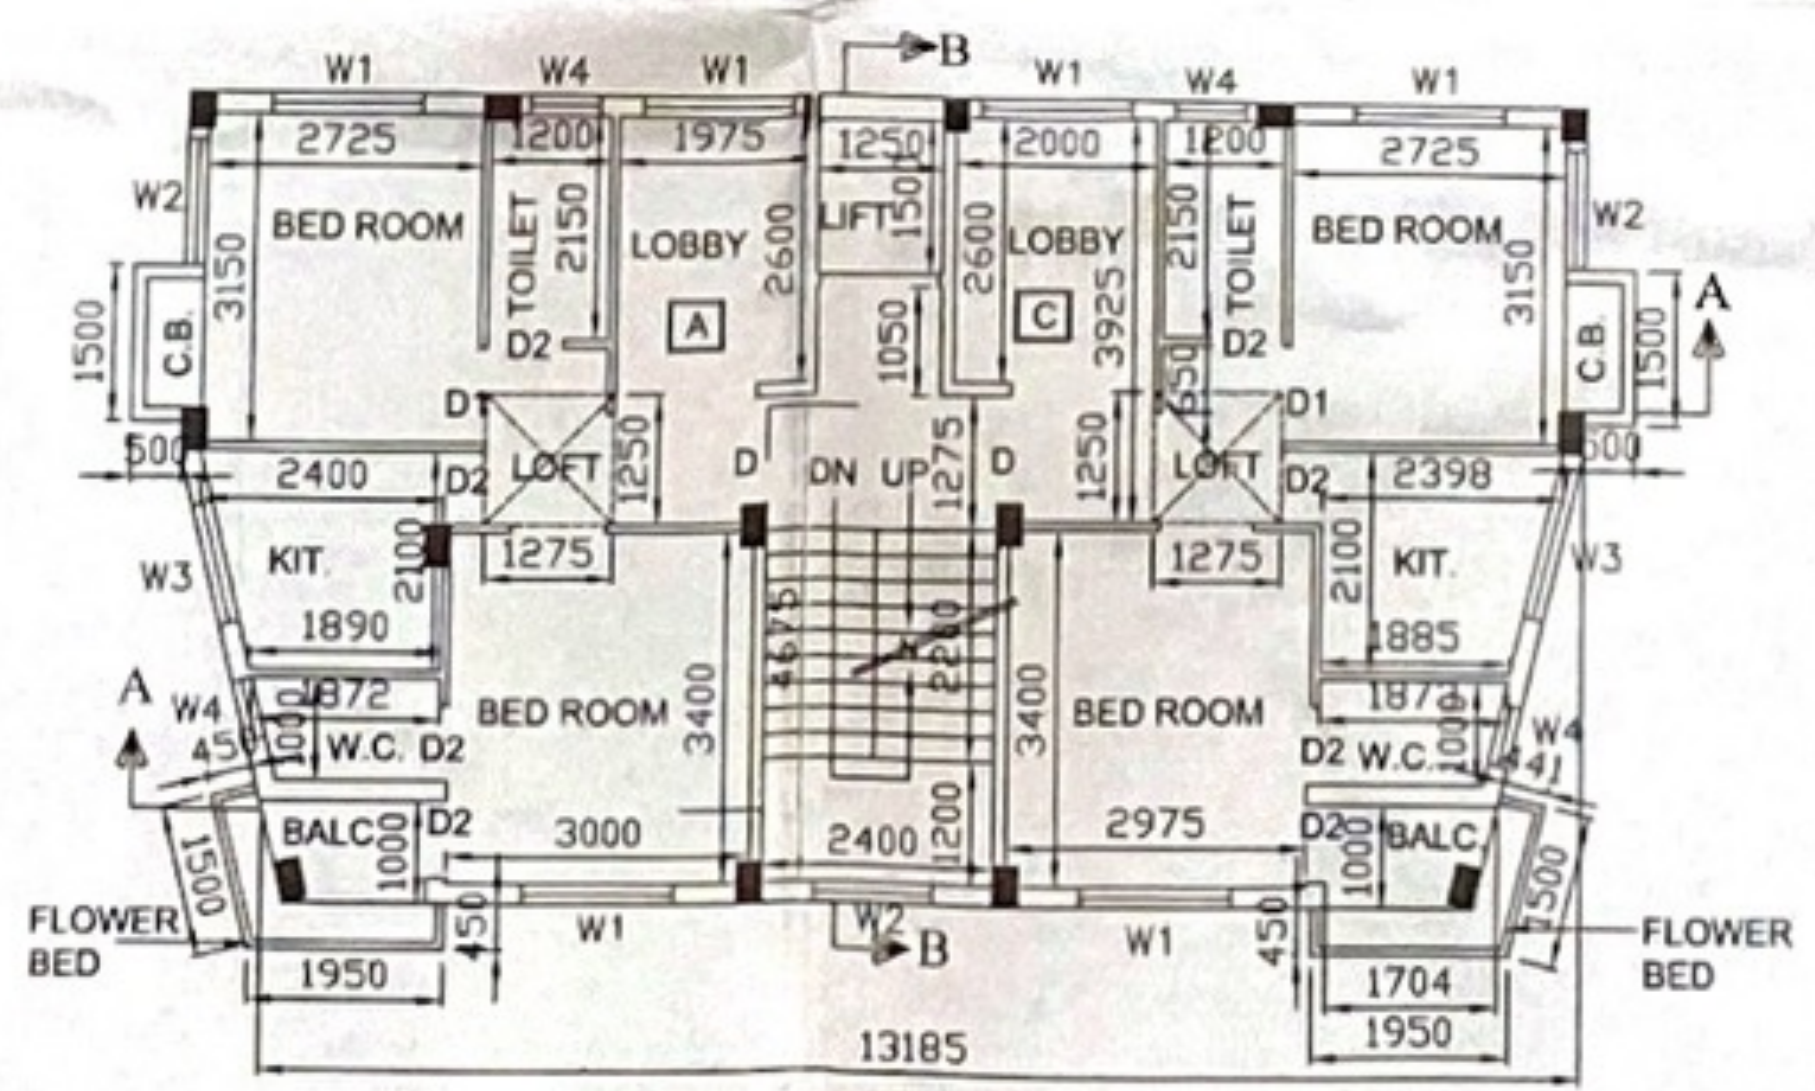 B
W1 W4 W1 W1 W4 W1
2725 1200 1975 1250 2000 1200 2725
W2 BED ROOM TOILET 2150 LOBBY 2600 LIFT 1500 2600 LOBBY 2150 TOILET BED ROOM W2
3150 A 1050 C 3925 3150 A
1500 C.B. D2 D2 C.B. 1500
D1 650 D1
500 2400 D2 LOFT 1250 D DN UP 1275 D 1250 LOFT D2 2398 500
W3 KIT. 2100 1275 1275 2100 KIT. W3
1890 4675 1885
A W4 1872 BED ROOM 3400 3400 BED ROOM W4
1000 W.C. D2 D2 W.C. 1000 441
BALC. D2 3000 2400 1200 2975 D2 BALC.
1500 1000 1000 1500
FLOWER W1 W2 W1 FLOWER
BED 450 B 450 BED
1950 1704
1950
13185